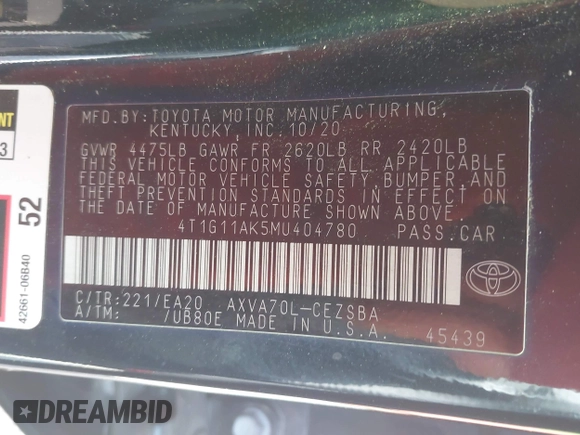 MFD.BY:TOYOTA MOTOR MANUFACTURING,
KENTUCKY,INC.10/20
GVWR 4475LB GAWR FR 2620LB RR 2420LB
THIS VEHICLE CONFORMS TO ALL APPLICABLE
FEDERAL MOTOR VEHICLE SAFETY,BUMPER,AND
THEFT PREVENTION STANDARDS IN EFFECT ON
THE DATE OF MANUFACTURE SHOWN ABOVE.
4T1G11AK5MU404780 PASS.CAR
C/TR:221/EA20 AXVA70L-CEZSBA
A/TM: /UB80E MADE IN U.S.A.
45439
3
52
42661-06B40
DREAMBID